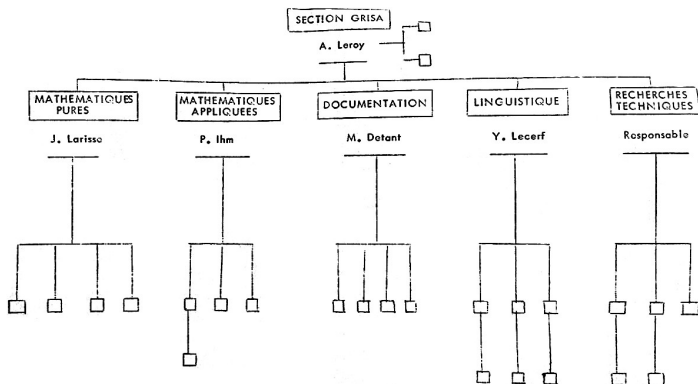 SECTION GRISA
A. Leroy
MATHEMATIQUES
PURES
J. Larisse
MATHEMATIQUES
APPLIQUEES
P. Ihm
DOCUMENTATION
M. Detant
LINGUISTIQUE
Y. Lecerf
RECHERCHES
TECHNIQUES
Responsable